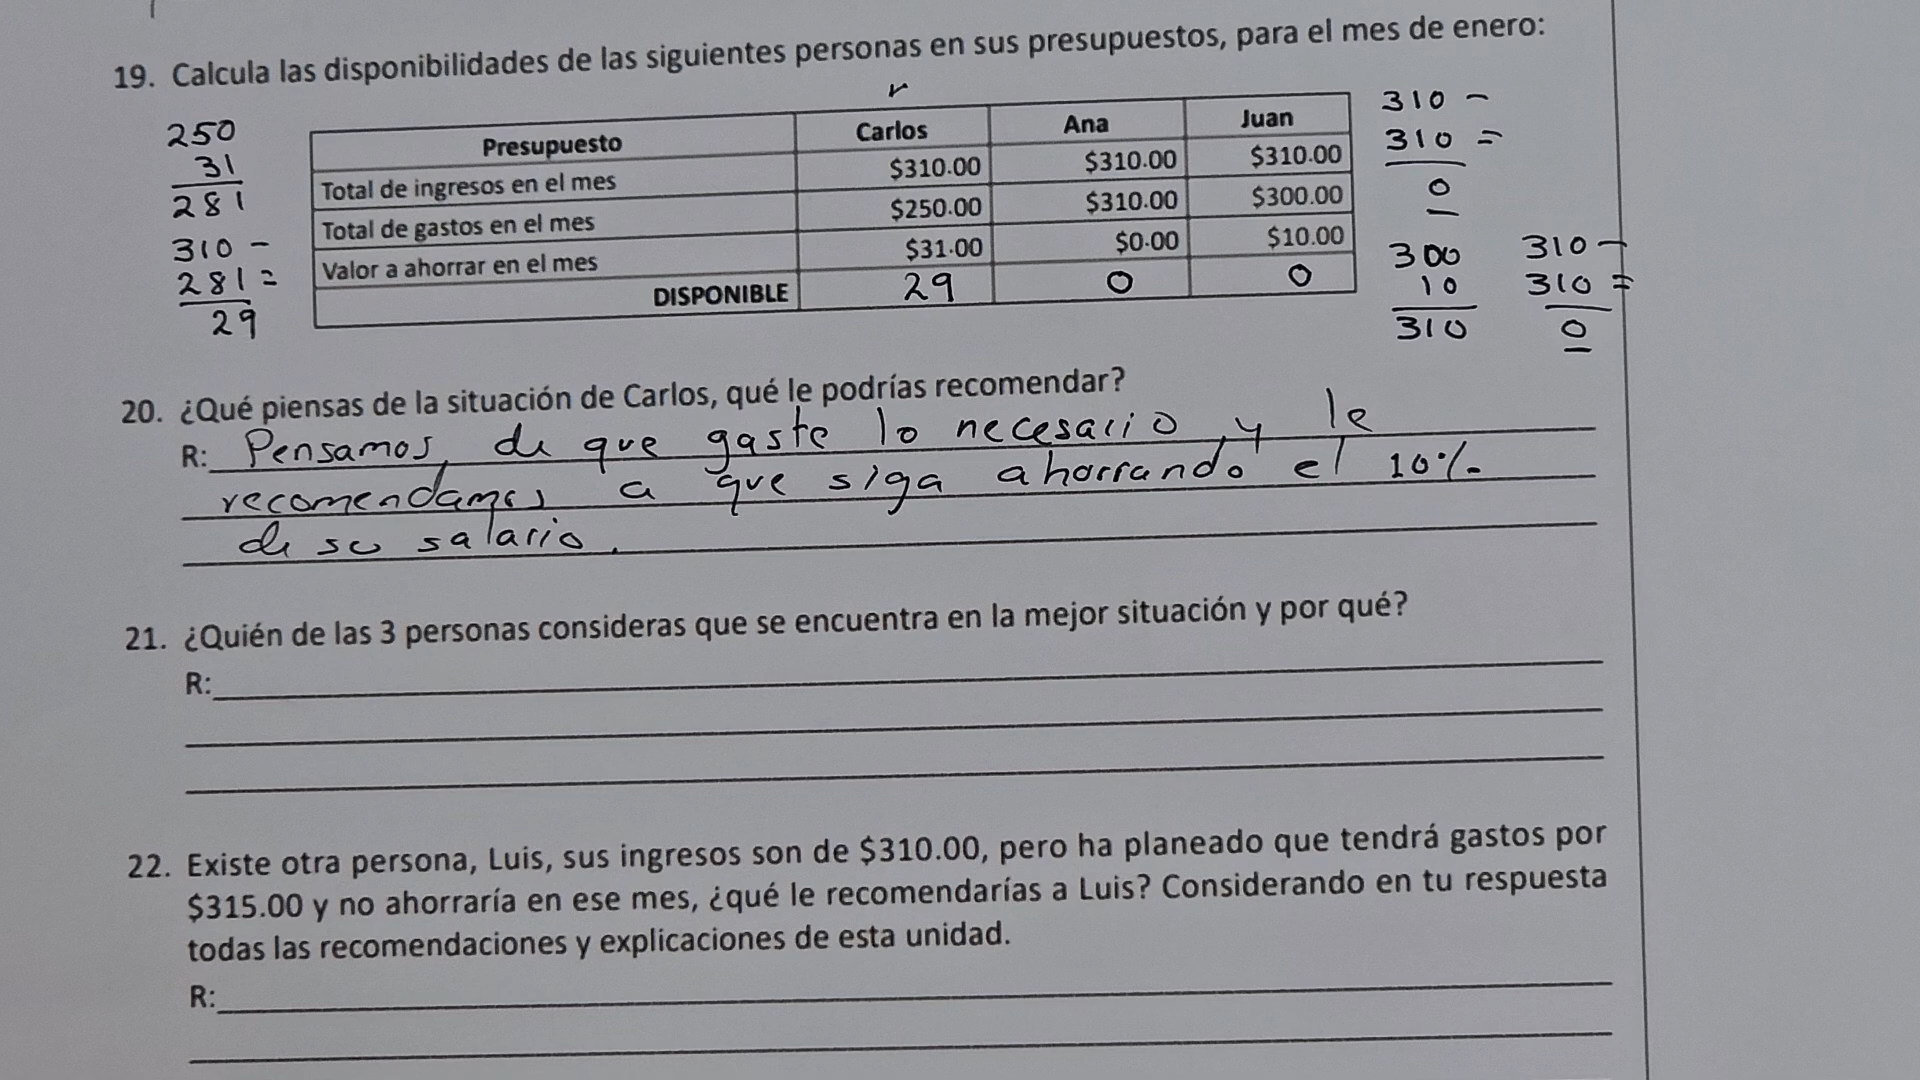 19. Calcula las disponibilidades de las siguientes personas en sus presupuestos, para el mes de enero:
250
31
281
310 -
281 =
29
Presupuesto Carlos Ana Juan
Total de ingresos en el mes $310.00 $310.00 $310.00
Total de gastos en el mes $250.00 $310.00 $300.00
Valor a ahorrar en el mes $31.00 $0.00 $10.00
DISPONIBLE 29 0 0
310 -
310 =
0
300
10
310
310 -
310 =
0
20. ¿Qué piensas de la situación de Carlos, qué le podrías recomendar?
R: Pensamos, de que gaste lo necesario, y le
recomendamos a que siga ahorrando el 10%
de su salario.
21. ¿Quién de las 3 personas consideras que se encuentra en la mejor situación y por qué?
R:
22. Existe otra persona, Luis, sus ingresos son de $310.00, pero ha planeado que tendrá gastos por
$315.00 y no ahorraría en ese mes, ¿qué le recomendarías a Luis? Considerando en tu respuesta
todas las recomendaciones y explicaciones de esta unidad.
R: